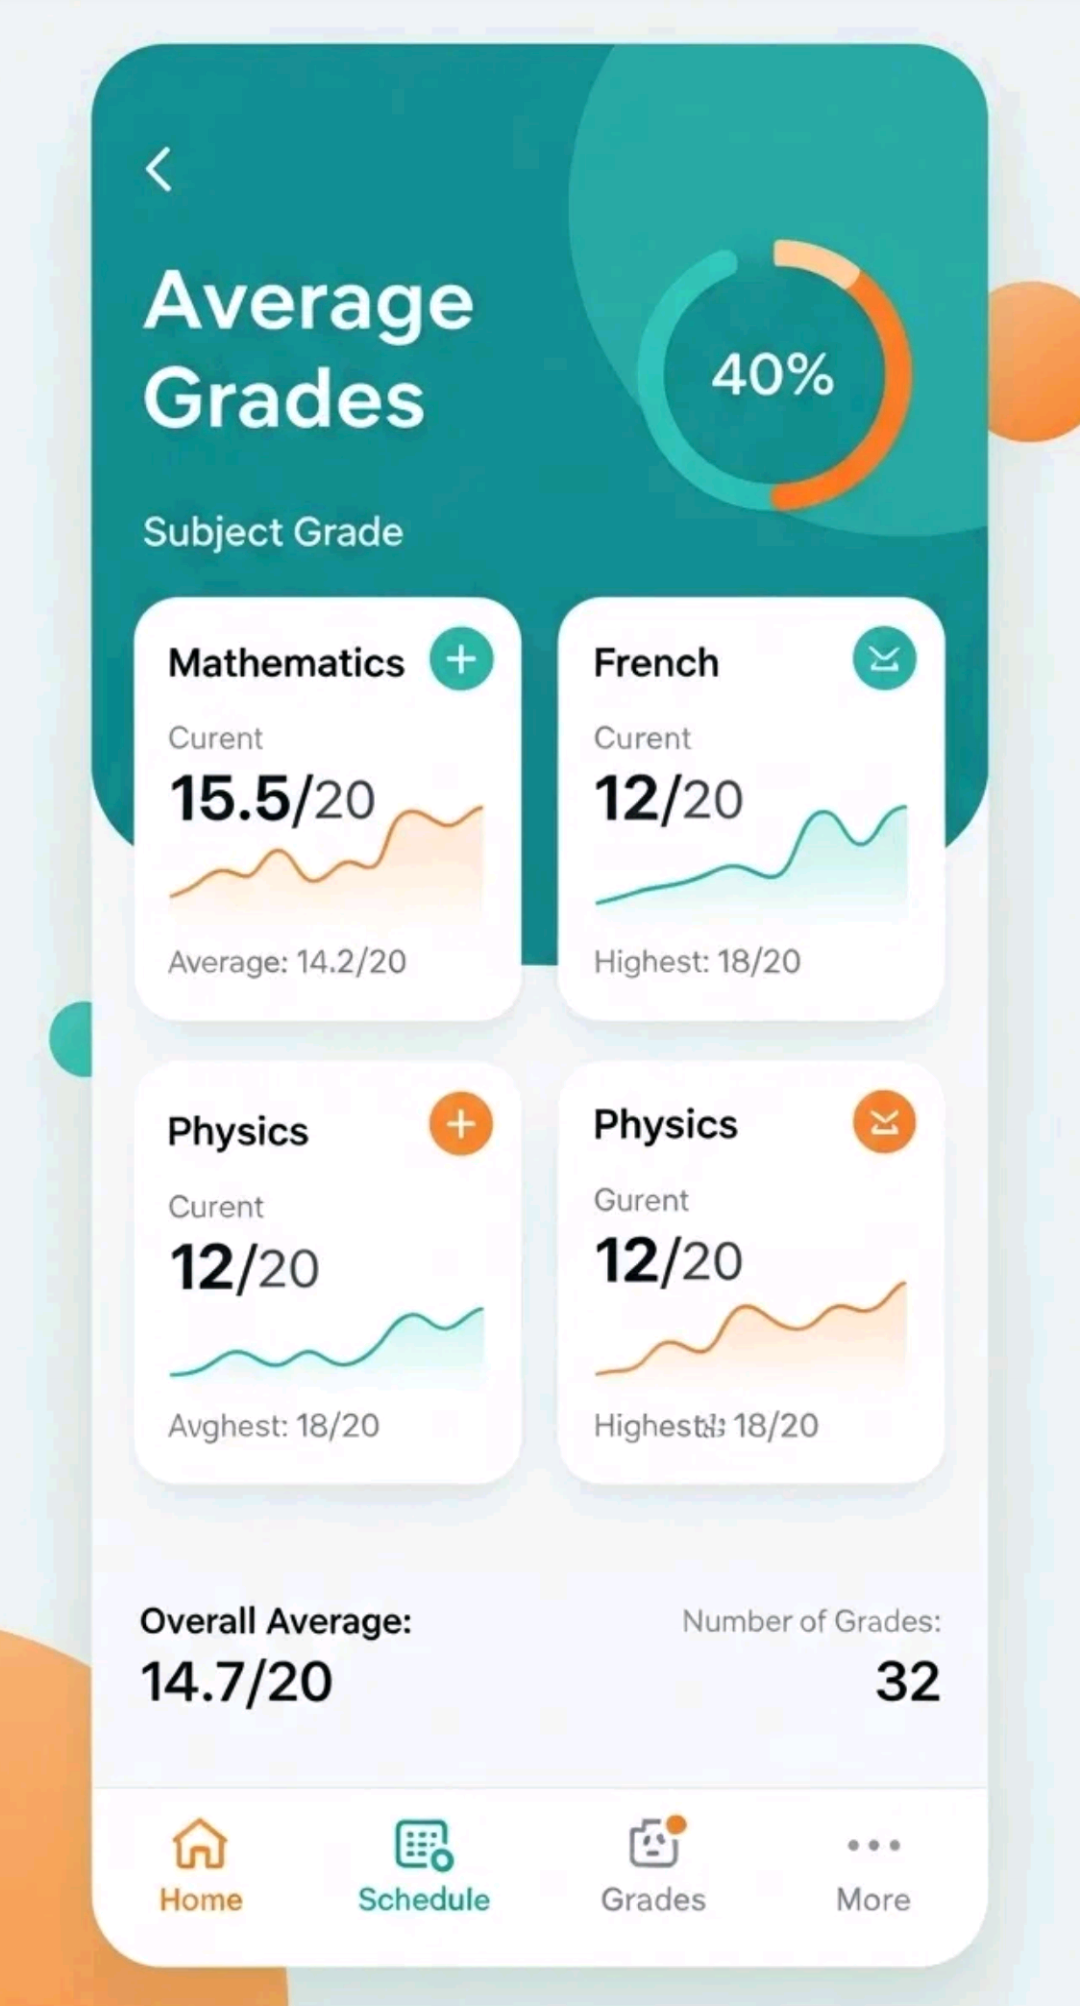 Average
Grades
40%
Subject Grade
Mathematics
Curent
15.5/20
Average: 14.2/20
French
Curent
12/20
Highest: 18/20
Physics
Curent
12/20
Avghest: 18/20
Physics
Gurent
12/20
18/20
Overall Average:
14.7/20
Number of Grades:
32
Home
Schedule
Grades
More